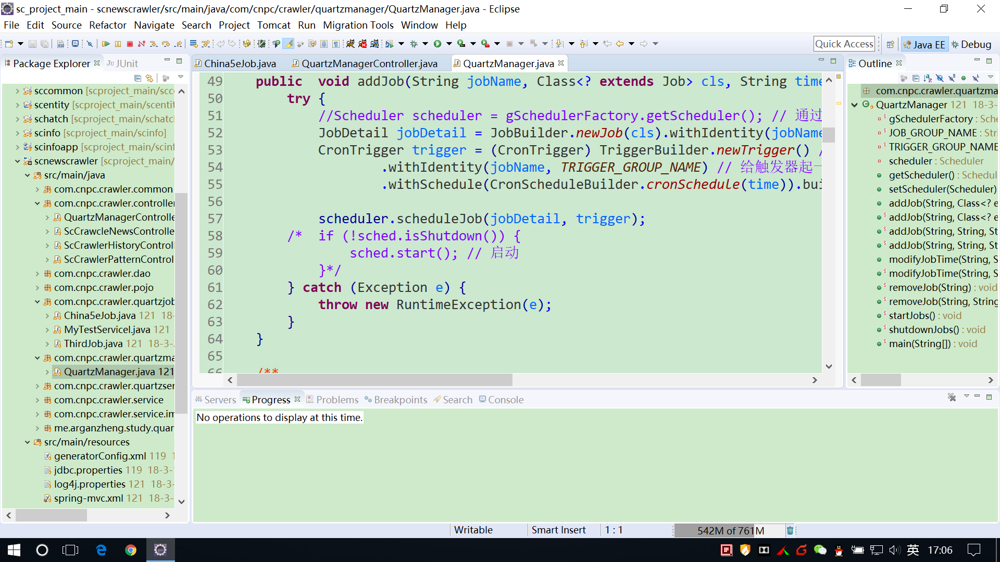 sc_project_main - scnewscrawler/src/main/java/com/cnpc/crawler/quartzmanager/QuartzManager.java - Eclipse
File Edit Source Refactor Navigate Search Project Tomcat Run Migration Tools Window Help
Quick Access
Java EE
Debug
Package Explorer
JUnit
sccommon [scproject_main/scco
scentity [scproject_main/scentit
schatch [scproject_main/schatc
scinfo [scproject_main/scinfo]
scinfoapp [scproject_main/scinf
scnewscrawler [scproject_main/
src/main/java
com.cnpc.crawler.common
com.cnpc.crawler.controller
QuartzManagerControlle
ScCrawcleNewsControlle
ScCrawlerHistoryControl
ScCrawlerPatternControl
com.cnpc.crawler.dao
com.cnpc.crawler.pojo
com.cnpc.crawler.quartzjob
China5eJob.java 121 18-
MyTestServicel.java 121
ThirdJob.java 121 18-3-
com.cnpc.crawler.quartzma
QuartzManager.java 121
com.cnpc.crawler.quartzser
com.cnpc.crawler.service
com.cnpc.crawler.service.im
me.arganzheng.study.quar
src/main/resources
generatorConfig.xml 119 1
jdbc.properties 119 18-3-
log4j.properties 121 18-3-
spring-mvc.xml 121 18-3-
China5eJob.java
QuartzManagerController.java
QuartzManager.java
49 public void addJob(String jobName, Class<? extends Job> cls, String time
50 try {
51 //Scheduler scheduler = gSchedulerFactory.getScheduler(); // 通过
52 JobDetail jobDetail = JobBuilder.newJob(cls).withIdentity(jobName
53 CronTrigger trigger = (CronTrigger) TriggerBuilder.newTrigger() /
54 .withIdentity(jobName, TRIGGER_GROUP_NAME) // 给触发器起一
55 .withSchedule(CronScheduleBuilder.cronSchedule(time)).bui
56
57 scheduler.scheduleJob(jobDetail, trigger);
58 /* if (!sched.isShutdown()) {
59 sched.start(); // 启动
60 }*/
61 } catch (Exception e) {
62 throw new RuntimeException(e);
63 }
64 }
65
66 /**
Outline
com.cnpc.crawler.quartzma
QuartzManager 121 18-3-
gSchedulerFactory : Sche
JOB_GROUP_NAME : Stri
TRIGGER_GROUP_NAME
scheduler : Scheduler
getScheduler() : Schedul
setScheduler(Scheduler)
addJob(String, Class<? e
addJob(String, Class<? e
addJob(String, String, St
addJob(String, String, St
modifyJobTime(String, S
modifyJobTime(String, S
removeJob(String) : void
removeJob(String, String
startJobs() : void
shutdownJobs() : void
main(String[]) : void
Servers
Progress
Problems
Breakpoints
Search
Console
No operations to display at this time.
Writable
Smart Insert
1 : 1
542M of 761M
英
17:06